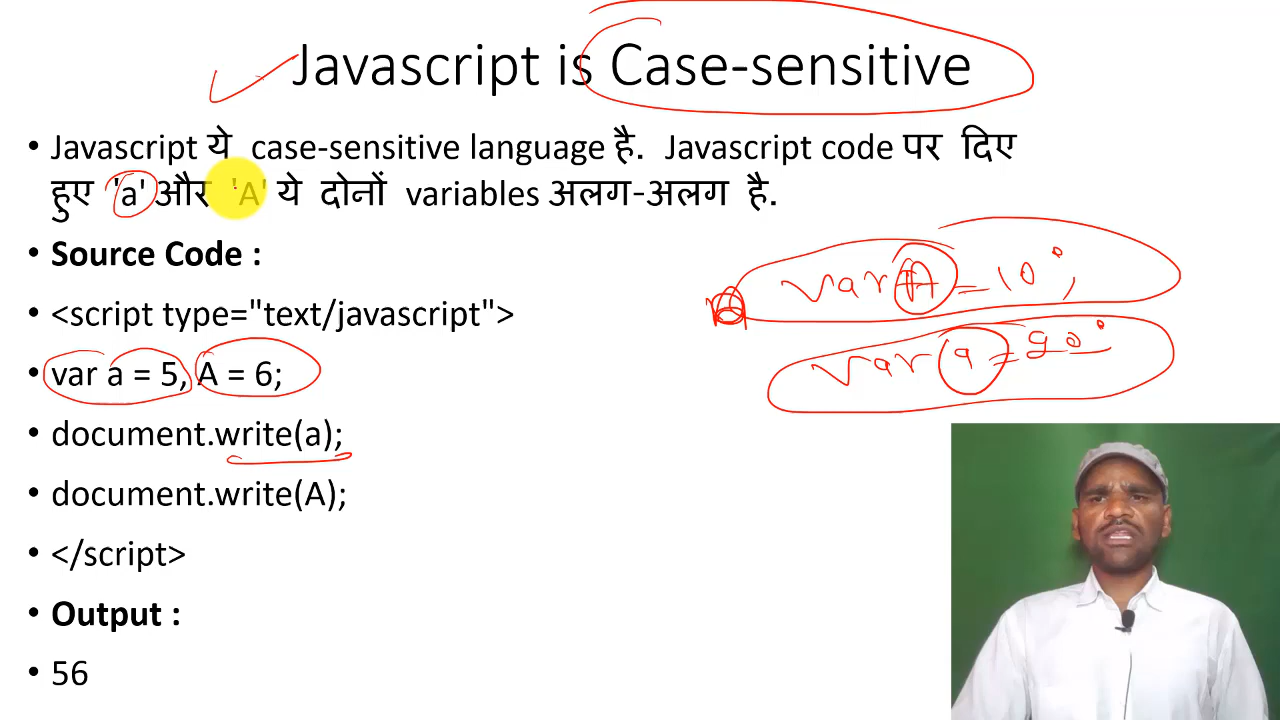 Javascript is Case-sensitive
• Javascript ये case-sensitive language है. Javascript code पर दिए
हुए 'a' और 'A' ये दोनों variables अलग-अलग है.
• Source Code :
• <script type="text/javascript">
• var a = 5, A = 6;
• document.write(a);
• document.write(A);
• </script>
• Output :
• 56
var A = 10;
var a =